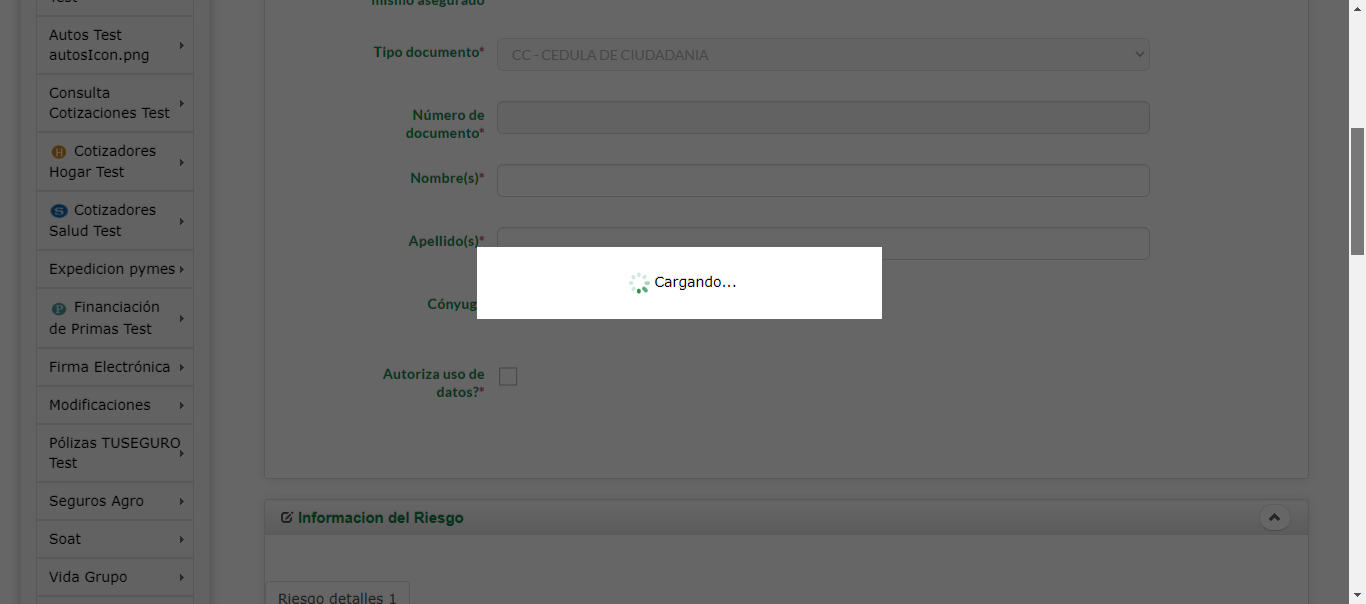 Test
Autos Test
autosIcon.png
Consulta
Cotizaciones Test
H Cotizadores
Hogar Test
S Cotizadores
Salud Test
Expedicion pymes
P Financiación
de Primas Test
Firma Electrónica
Modificaciones
Pólizas TUSEGURO
Test
Seguros Agro
Soat
Vida Grupo
mismo asegurado
Tipo documento*
CC - CEDULA DE CIUDADANIA
Número de
documento*
Nombre(s)*
Apellido(s)*
Cargando...
Cónyug
Autoriza uso de
datos?*
Informacion del Riesgo
Riesgo detalles 1